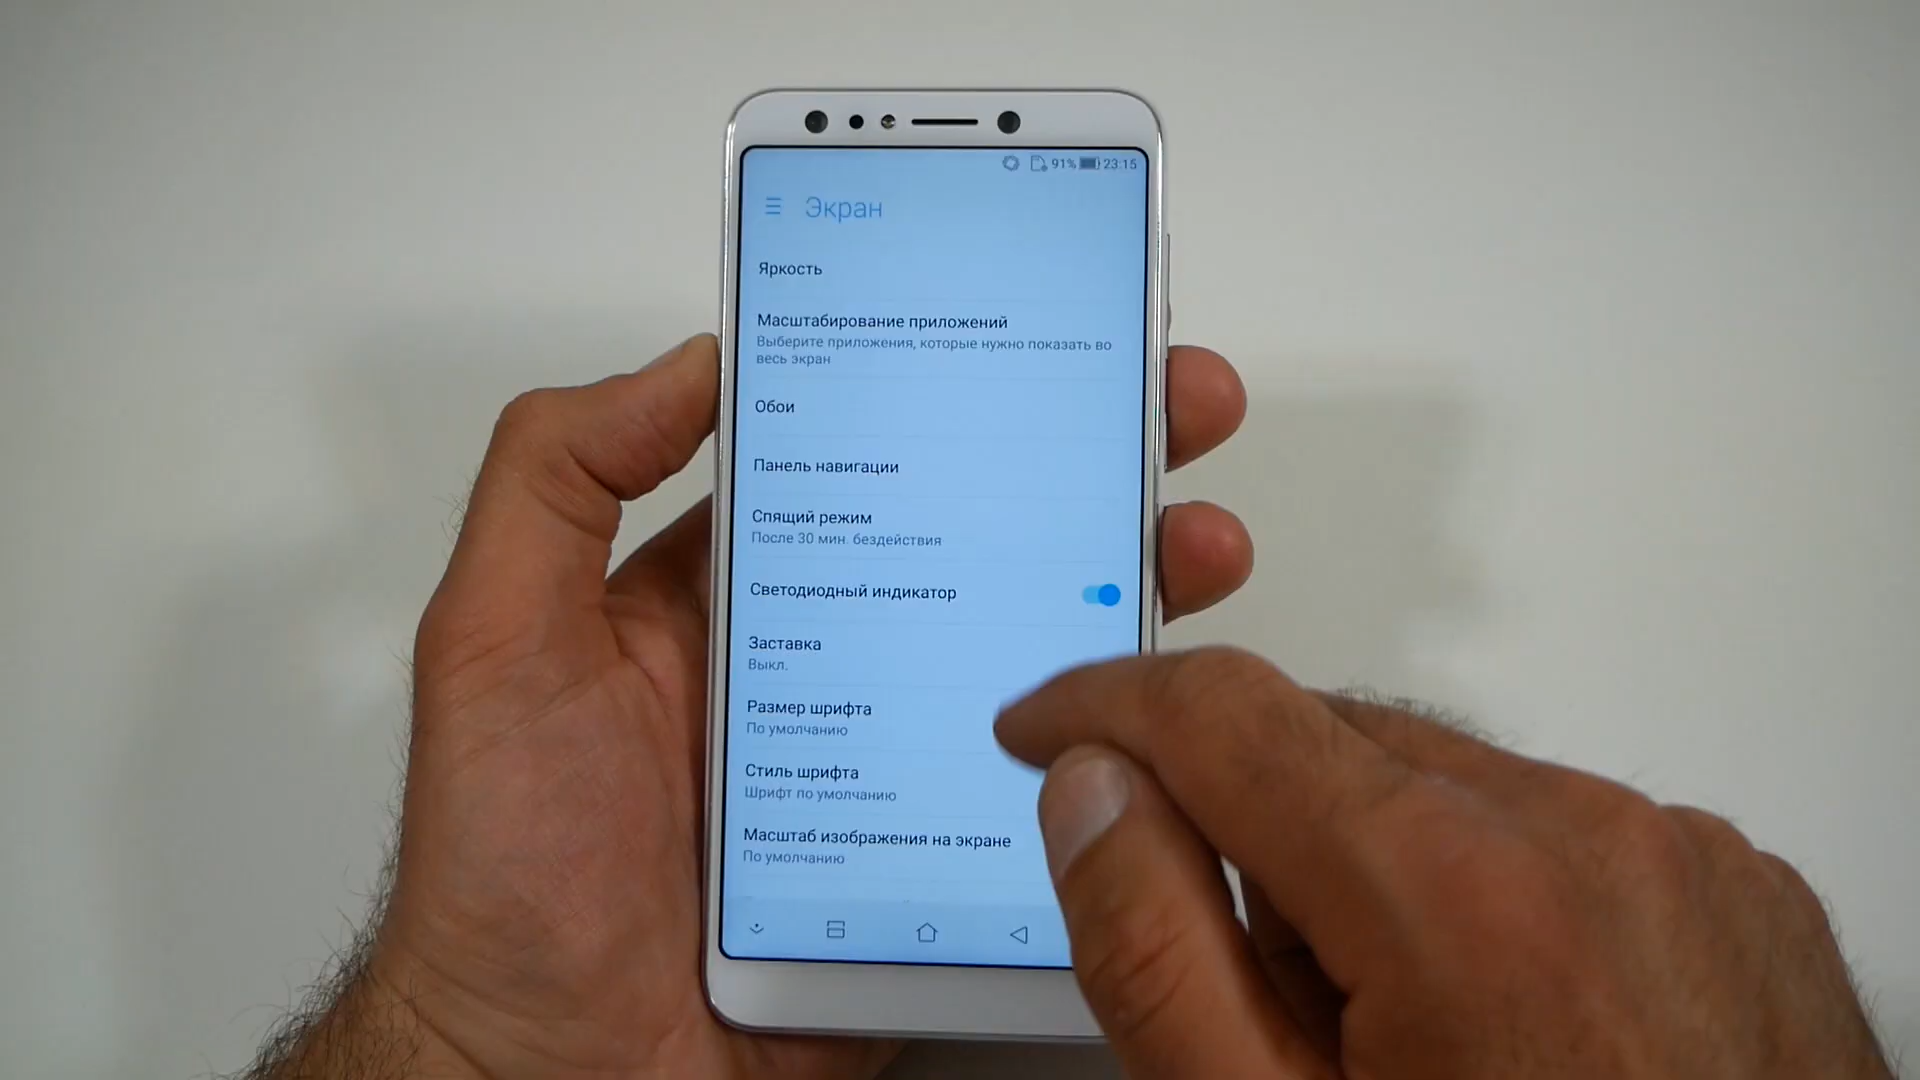 91% 23:15
Экран
Яркость
Масштабирование приложений
Выберите приложения, которые нужно показать во
весь экран
Обои
Панель навигации
Спящий режим
После 30 мин. бездействия
Светодиодный индикатор
Заставка
Выкл.
Размер шрифта
По умолчанию
Стиль шрифта
Шрифт по умолчанию
Масштаб изображения на экране
По умолчанию